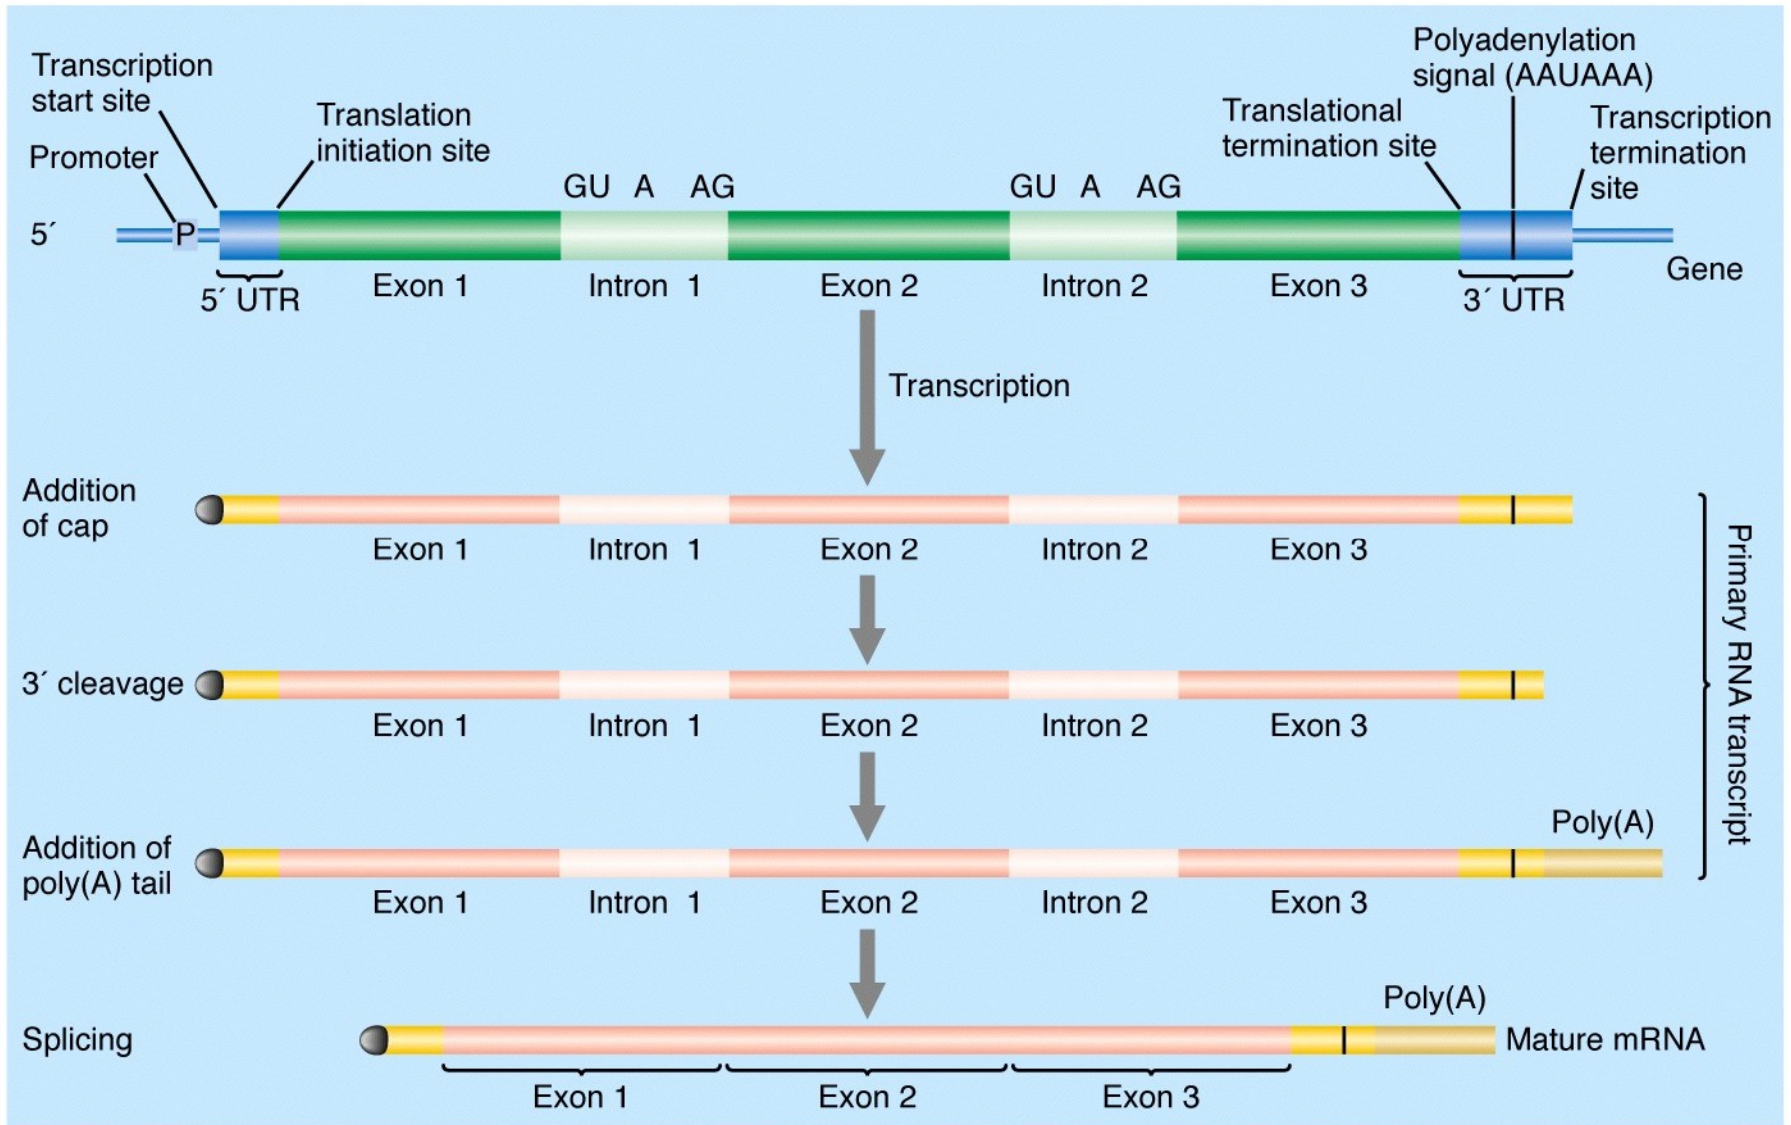 Transcription
start site
Promoter
Translation
initiation site
Polyadenylation
signal (AAUAAA)
Translational
termination site
Transcription
termination
site
GU A AG
GU A AG
5´
P
Gene
5´ UTR
Exon 1
Intron 1
Exon 2
Intron 2
Exon 3
3´ UTR
Transcription
Addition
of cap
Exon 1
Intron 1
Exon 2
Intron 2
Exon 3
Primary RNA transcript
3´ cleavage
Exon 1
Intron 1
Exon 2
Intron 2
Exon 3
Poly(A)
Addition of
poly(A) tail
Exon 1
Intron 1
Exon 2
Intron 2
Exon 3
Poly(A)
Splicing
Mature mRNA
Exon 1
Exon 2
Exon 3